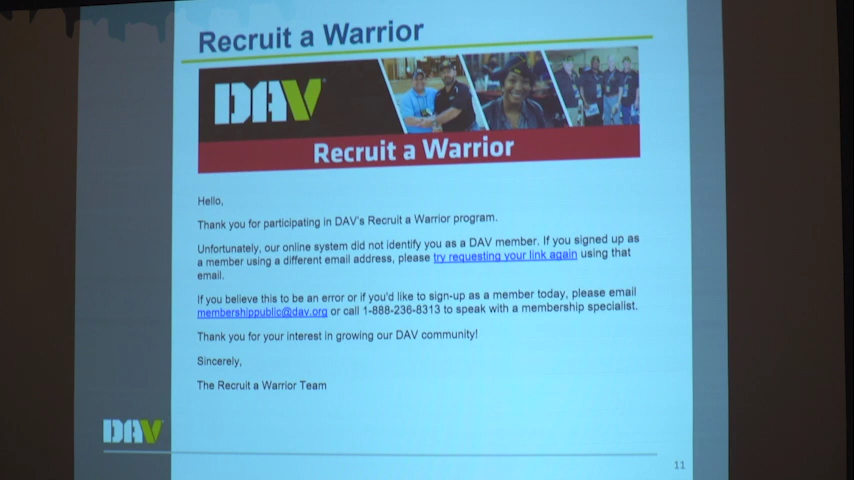 Recruit a Warrior
DAV
Recruit a Warrior
Hello,
Thank you for participating in DAV's Recruit a Warrior program.
Unfortunately, our online system did not identify you as a DAV member. If you signed up as
a member using a different email address, please try requesting your link again using that
email.
If you believe this to be an error or if you'd like to sign-up as a member today, please email
membershippublic@dav.org or call 1-888-236-8313 to speak with a membership specialist.
Thank you for your interest in growing our DAV community!
Sincerely,
The Recruit a Warrior Team
DAV
11